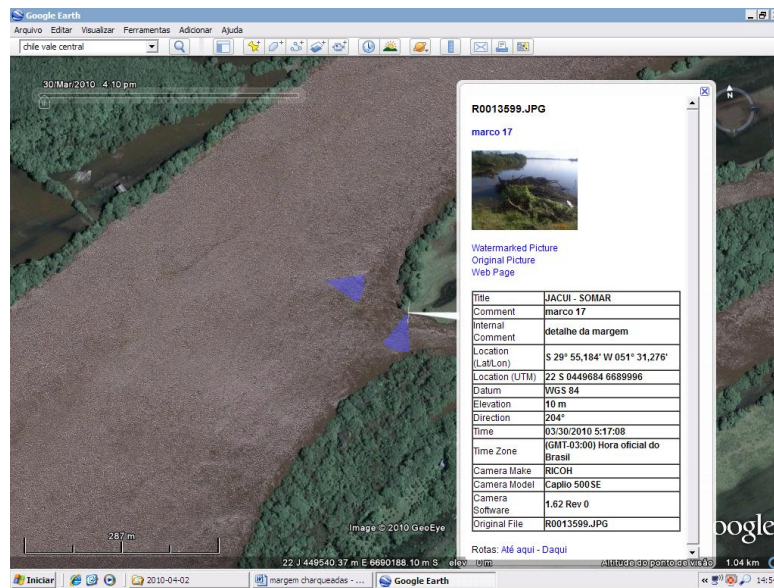 Google Earth
Arquivo Editar Visualizar Ferramentas Adicionar Ajuda
chile vale central
30/Mar/2010 4:10 pm
N
R0013599.JPG
marco 17
Watermarked Picture
Original Picture
Web Page
Title JACUI - SOMAR
Comment marco 17
Internal Comment detalhe da margem
Location (Lat/Lon) S 29° 55,184' W 051° 31,276'
Location (UTM) 22 S 0449684 6689996
Datum WGS 84
Elevation 10 m
Direction 204°
Time 03/30/2010 5:17:08
Time Zone (GMT-03:00) Hora oficial do Brasil
Camera Make RICOH
Camera Model Caplio 500SE
Camera Software 1.62 Rev 0
Original File R0013599.JPG
Rotas: Até aqui - Daqui
287 m
Image © 2010 GeoEye
22 J 449540.37 m E 6690188.10 m S elev 0 m
Altitude do ponto de visão 1.04 km
Iniciar
2010-04-02
margem charqueadas - ...
Google Earth